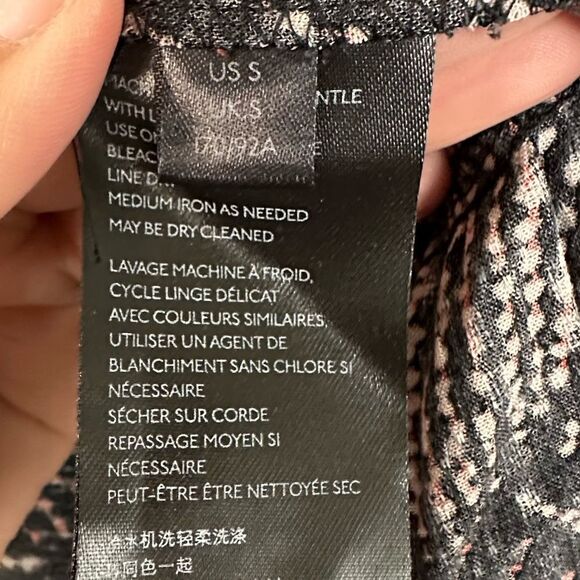 US S
UK S
170/92A
NTLE
WITH L
USE O
BLEAC
LINE D
MEDIUM IRON AS NEEDED
MAY BE DRY CLEANED
LAVAGE MACHINE À FROID,
CYCLE LINGE DÉLICAT
AVEC COULEURS SIMILAIRES,
UTILISER UN AGENT DE
BLANCHIMENT SANS CHLORE SI
NÉCESSAIRE
SÉCHER SUR CORDE
REPASSAGE MOYEN SI
NÉCESSAIRE
PEUT-ÊTRE ÊTRE NETTOYÉE SEC
水机洗轻柔洗涤
同色一起